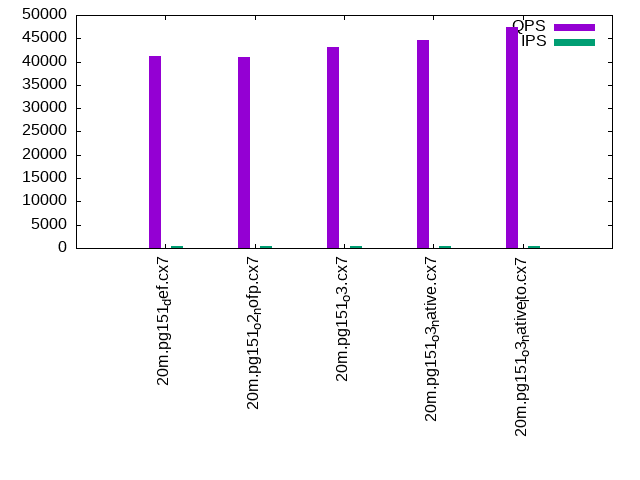 50000
45000
40000
35000
30000
25000
20000
15000
10000
5000
0
QPS
IPS
20m.pg151def.cx7
20m.pg151o2nofp.cx7
20m.pg151o3.cx7
20m.pg151o3native.cx7
20m.pg151o3nativelto.cx7